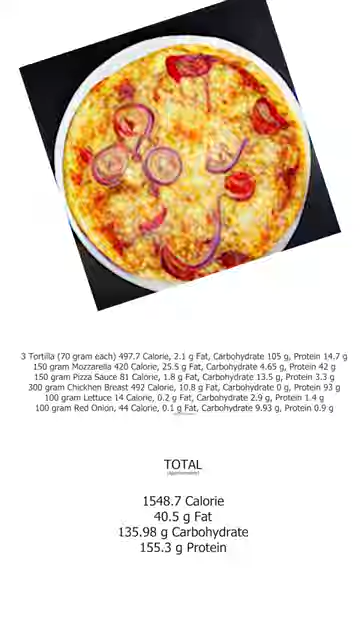 3 Tortilla (70 gram each) 497.7 Calorie, 2.1 g Fat, Carbohydrate 105 g, Protein 14.7 g
150 gram Mozzarella 420 Calorie, 25.5 g Fat, Carbohydrate 4.65 g, Protein 42 g
150 gram Pizza Sauce 81 Calorie, 1.8 g Fat, Carbohydrate 13.5 g, Protein 3.3 g
300 gram Chickhen Breast 492 Calorie, 10.8 g Fat, Carbohydrate 0 g, Protein 93 g
100 gram Lettuce 14 Calorie, 0.2 g Fat, Carbohydrate 2.9 g, Protein 1.4 g
100 gram Red Onion, 44 Calorie, 0.1 g Fat, Carbohydrate 9.93 g, Protein 0.9 g
TOTAL
1548.7 Calorie
40.5 g Fat
135.98 g Carbohydrate
155.3 g Protein